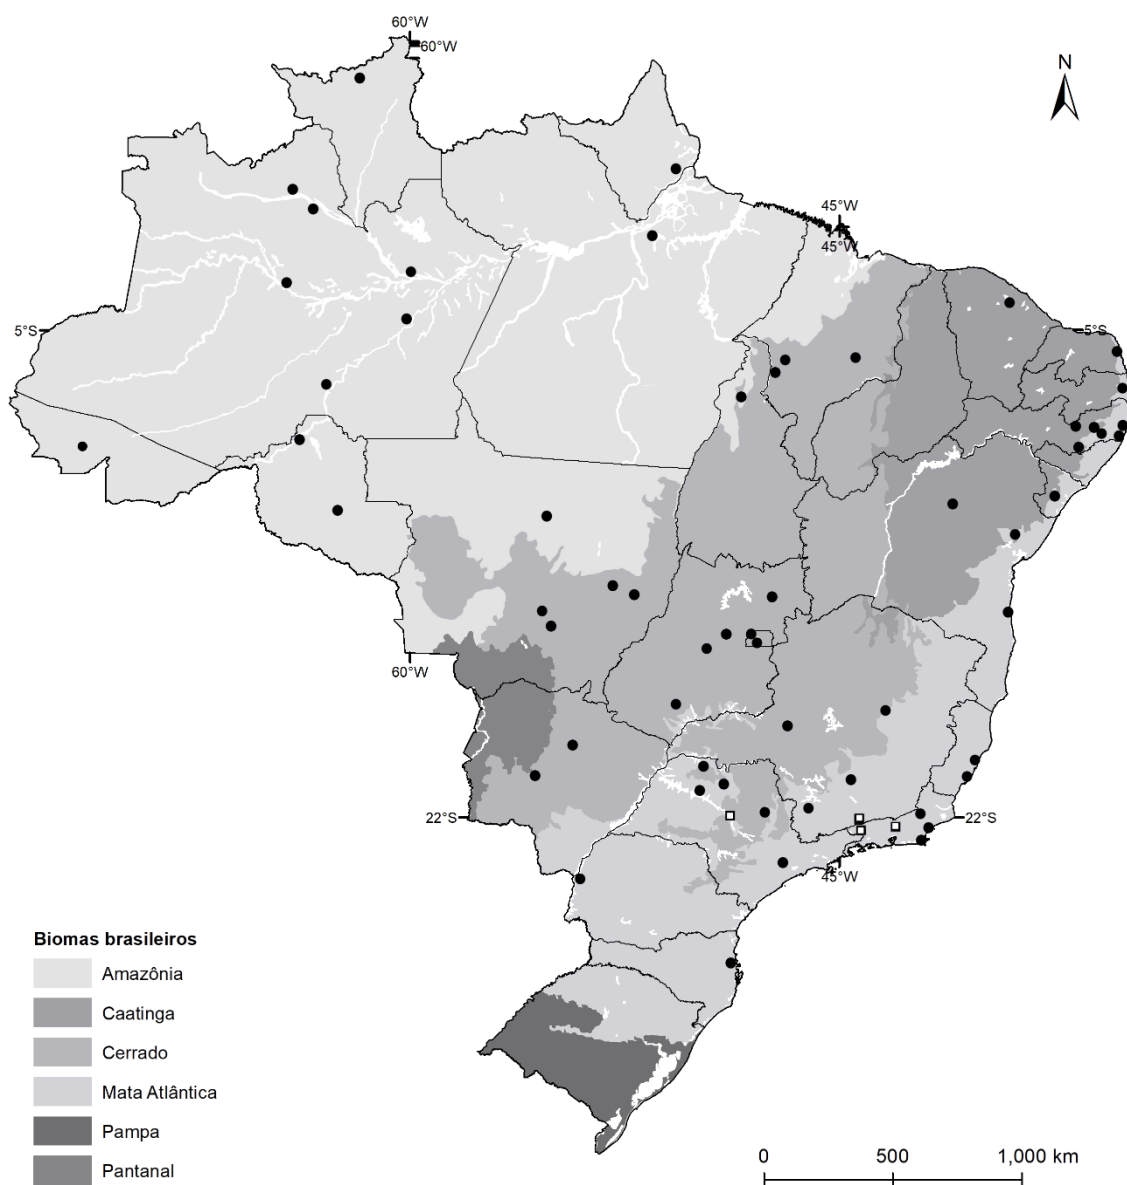 60°W
60°W
N
45°W
45°W
5°S
5°S
60°W
22°S
22°S
45°W
Biomas brasileiros
Amazônia
Caatinga
Cerrado
Mata Atlântica
Pampa
Pantanal
0 500 1,000 km